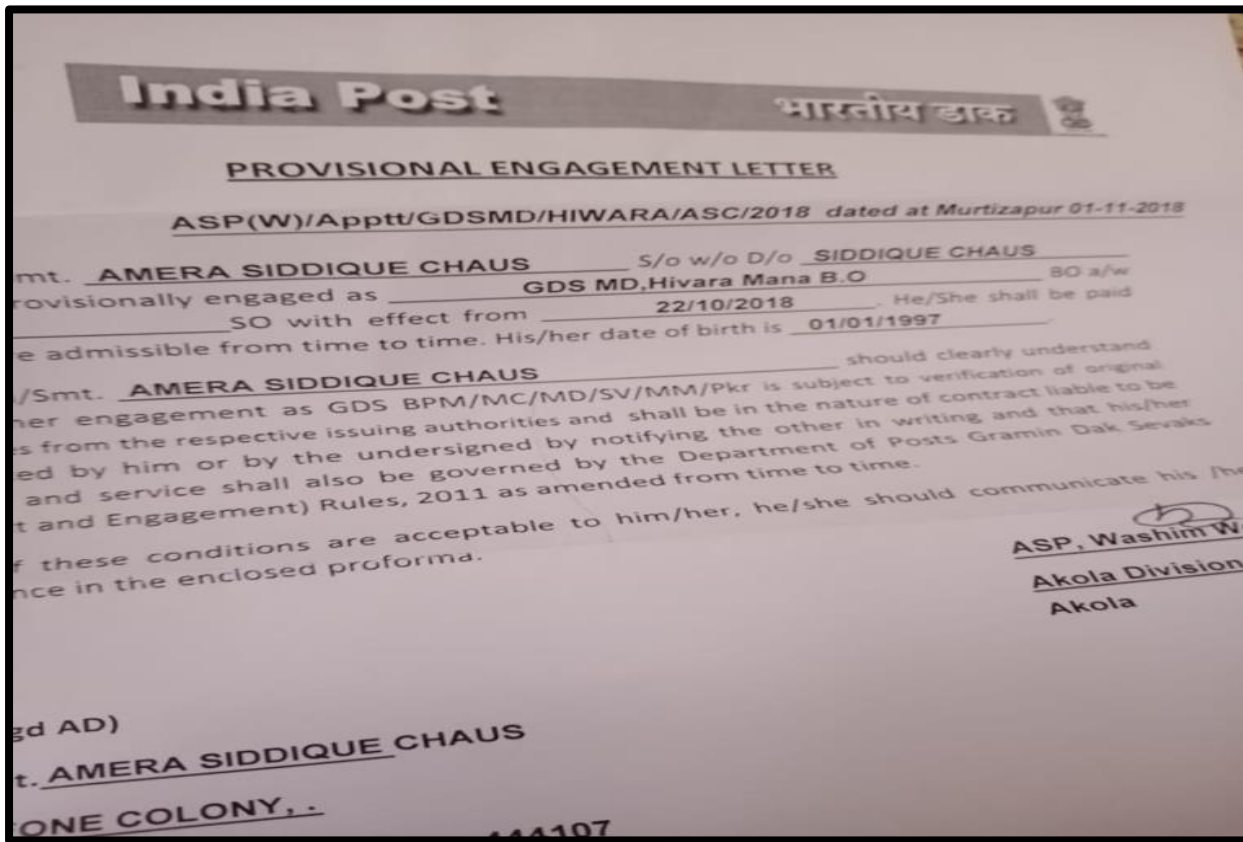 India Post भारतीय डाक
PROVISIONAL ENGAGEMENT LETTER
ASP(W)/Apptt/GDSMD/HIWARA/ASC/2018 dated at Murtizapur 01-11-2018
mt. AMERA SIDDIQUE CHAUS S/o w/o D/o SIDDIQUE CHAUS
rovisionally engaged as GDS MD,Hivara Mana B.O BO a/w
SO with effect from 22/10/2018. He/She shall be paid
e admissible from time to time. His/her date of birth is 01/01/1997.
/Smt. AMERA SIDDIQUE CHAUS should clearly understand
her engagement as GDS BPM/MC/MD/SV/MM/Pkr is subject to verification of original
s from the respective issuing authorities and shall be in the nature of contract liable to be
ed by him or by the undersigned by notifying the other in writing and that his/her
and service shall also be governed by the Department of Posts Gramin Dak Sevaks
t and Engagement) Rules, 2011 as amended from time to time.
f these conditions are acceptable to him/her, he/she should communicate his /he
nce in the enclosed proforma.
ASP, Washim W
Akola Division
Akola
gd AD)
t. AMERA SIDDIQUE CHAUS
ONE COLONY, .
444107